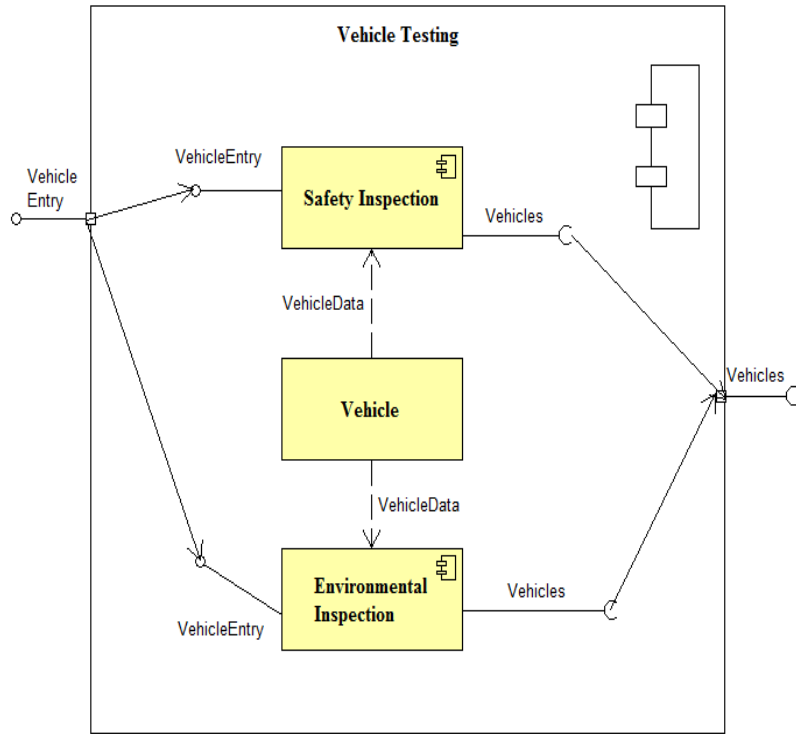 Vehicle Testing
VehicleEntry
Vehicle
Entry
Safety Inspection
Vehicles
VehicleData
Vehicles
Vehicle
VehicleData
Environmental
Inspection
Vehicles
VehicleEntry